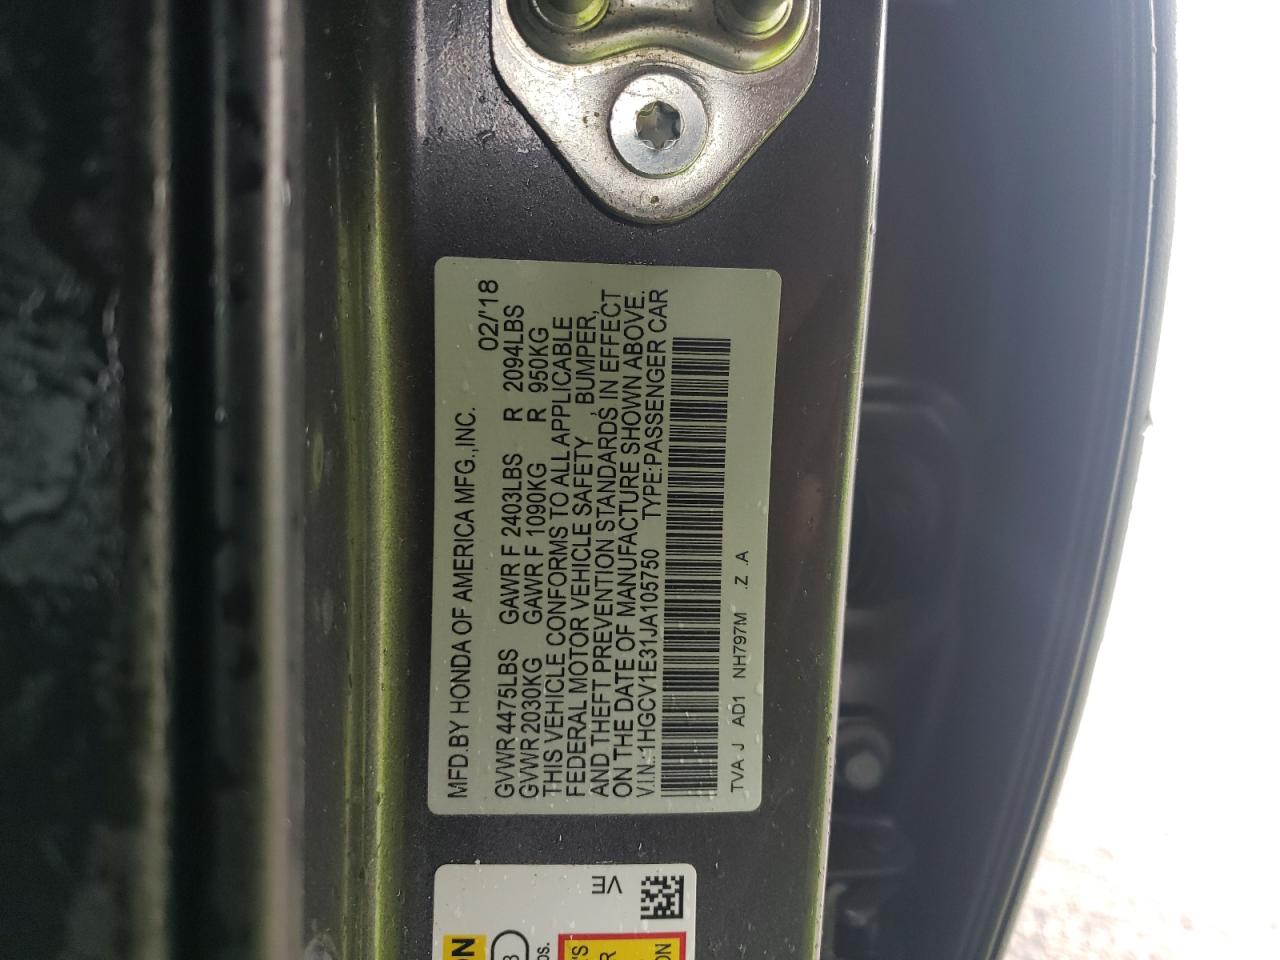 MFD.BY HONDA OF AMERICA MFG.,INC. 02/'18
GVWR 4475LBS GAWR F 2403LBS R 2094LBS
GVWR 2030KG GAWR F 1090KG R 950KG
THIS VEHICLE CONFORMS TO ALL APPLICABLE
FEDERAL MOTOR VEHICLE SAFETY , BUMPER,
AND THEFT PREVENTION STANDARDS IN EFFECT
ON THE DATE OF MANUFACTURE SHOWN ABOVE.
V.I.N.:1HGCV1E31JA105750 TYPE:PASSENGER CAR
TVA J AD1 NH797M .Z .A
VE